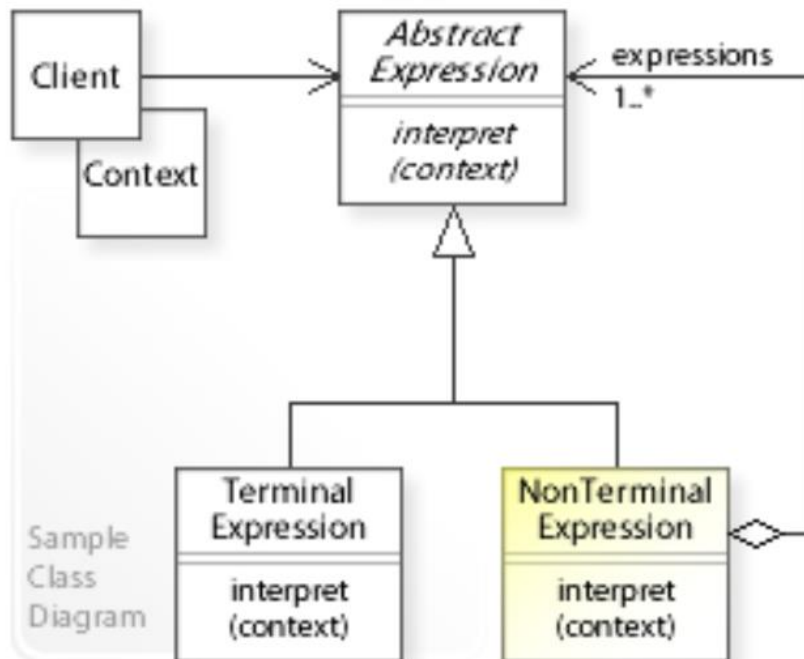 Client
Context
Abstract
Expression
interpret
(context)
expressions
1..*
Terminal
Expression
interpret
(context)
NonTerminal
Expression
interpret
(context)
Sample
Class
Diagram